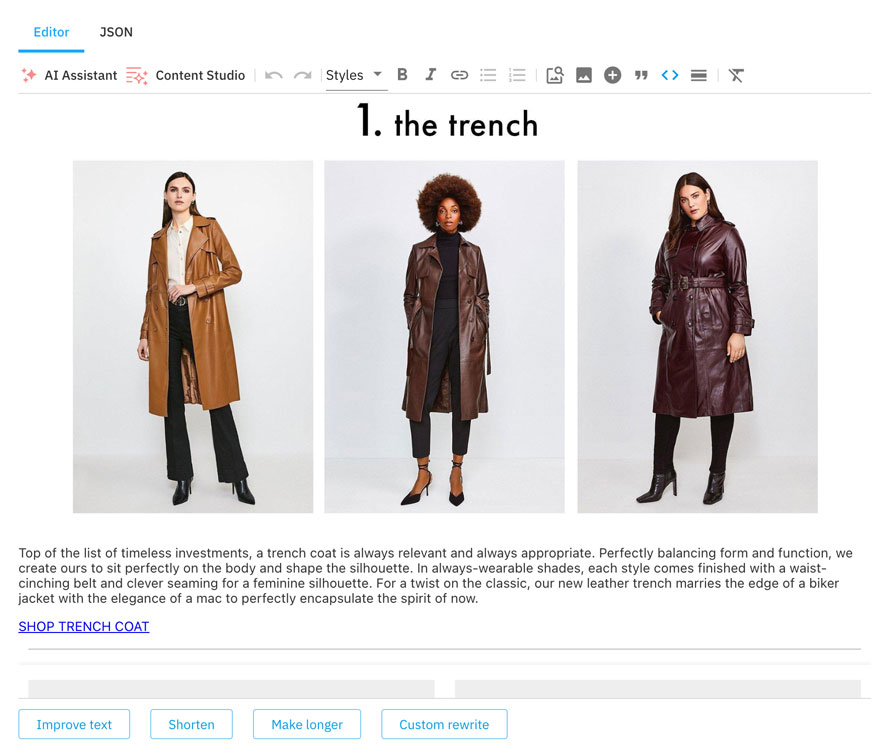 Editor JSON
AI Assistant Content Studio Styles B I
1. the trench
Top of the list of timeless investments, a trench coat is always relevant and always appropriate. Perfectly balancing form and function, we
create ours to sit perfectly on the body and shape the silhouette. In always-wearable shades, each style comes finished with a waist-
cinching belt and clever seaming for a feminine silhouette. For a twist on the classic, our new leather trench marries the edge of a biker
jacket with the elegance of a mac to perfectly encapsulate the spirit of now.
SHOP TRENCH COAT
Improve text Shorten Make longer Custom rewrite